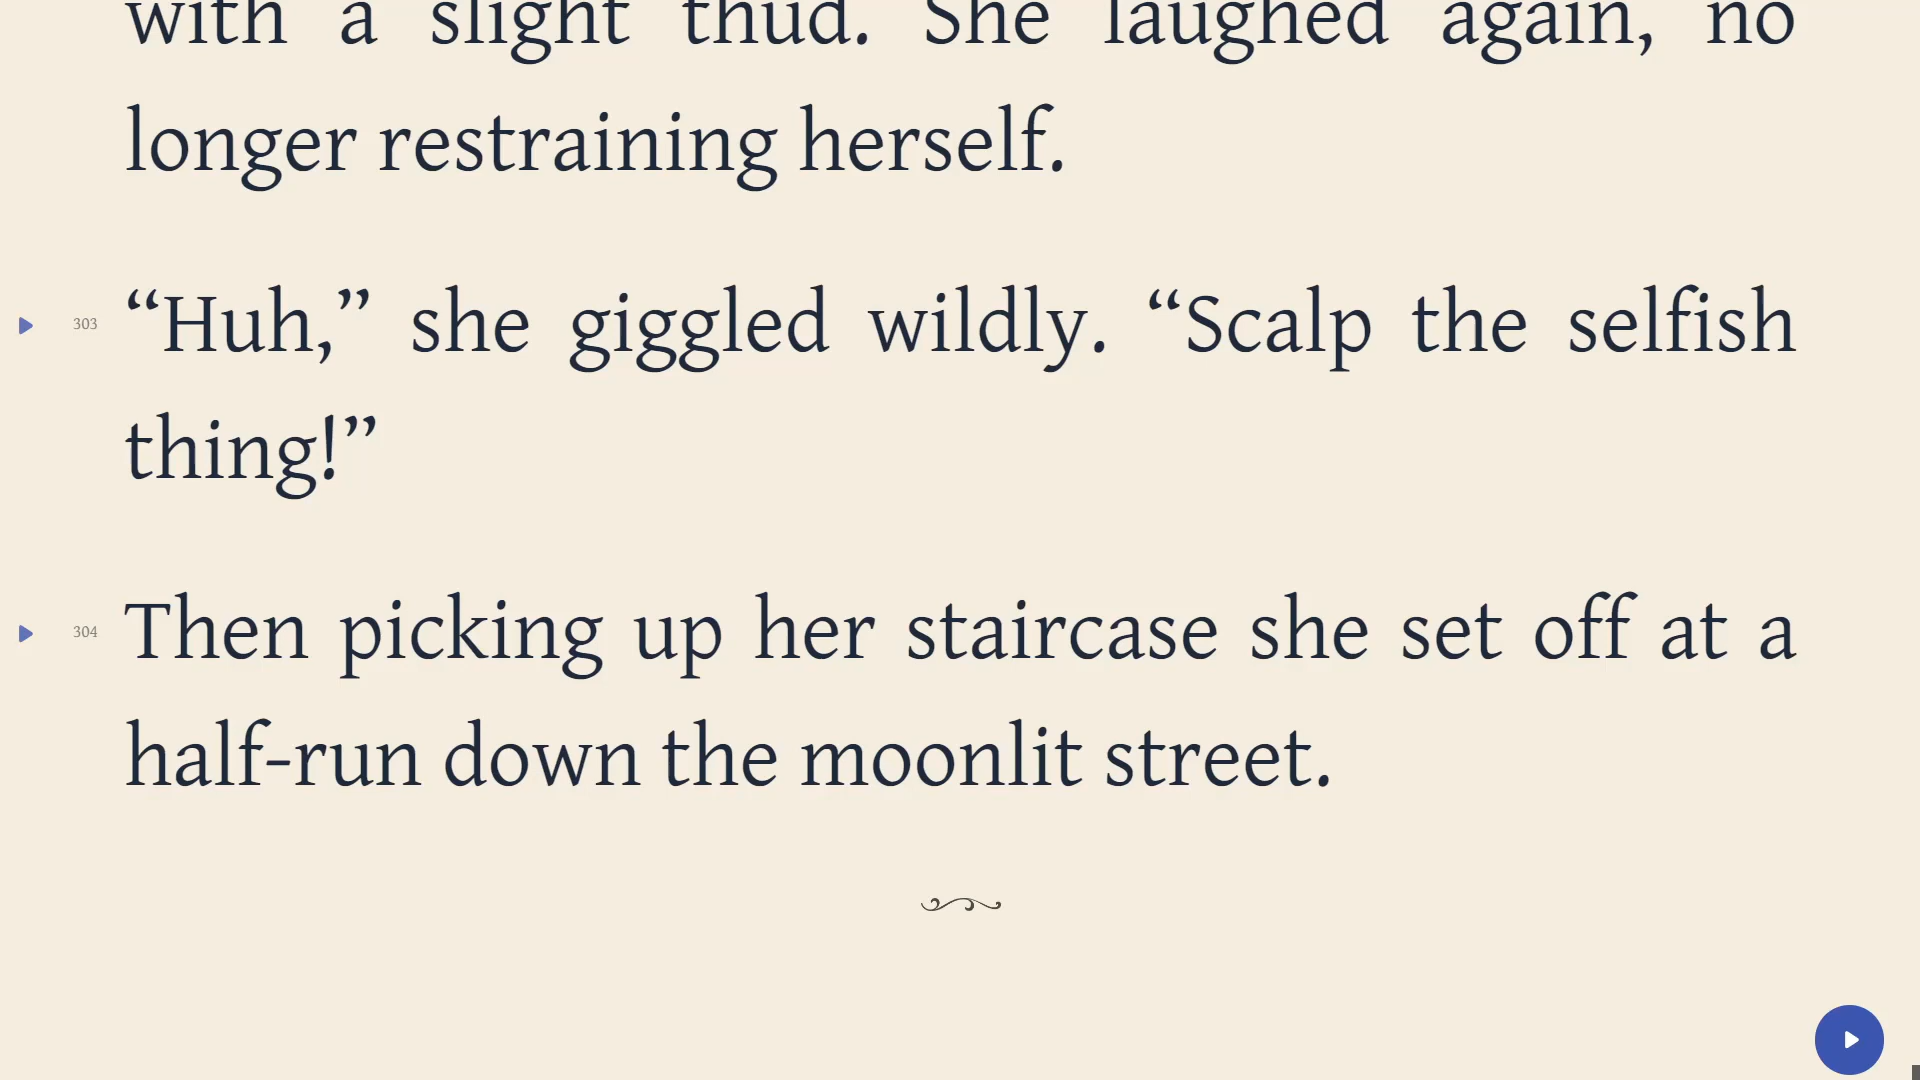 with a slight thud. She laughed again, no
longer restraining herself.
303
“Huh,” she giggled wildly. “Scalp the selfish
thing!”
304
Then picking up her staircase she set off at a
half-run down the moonlit street.